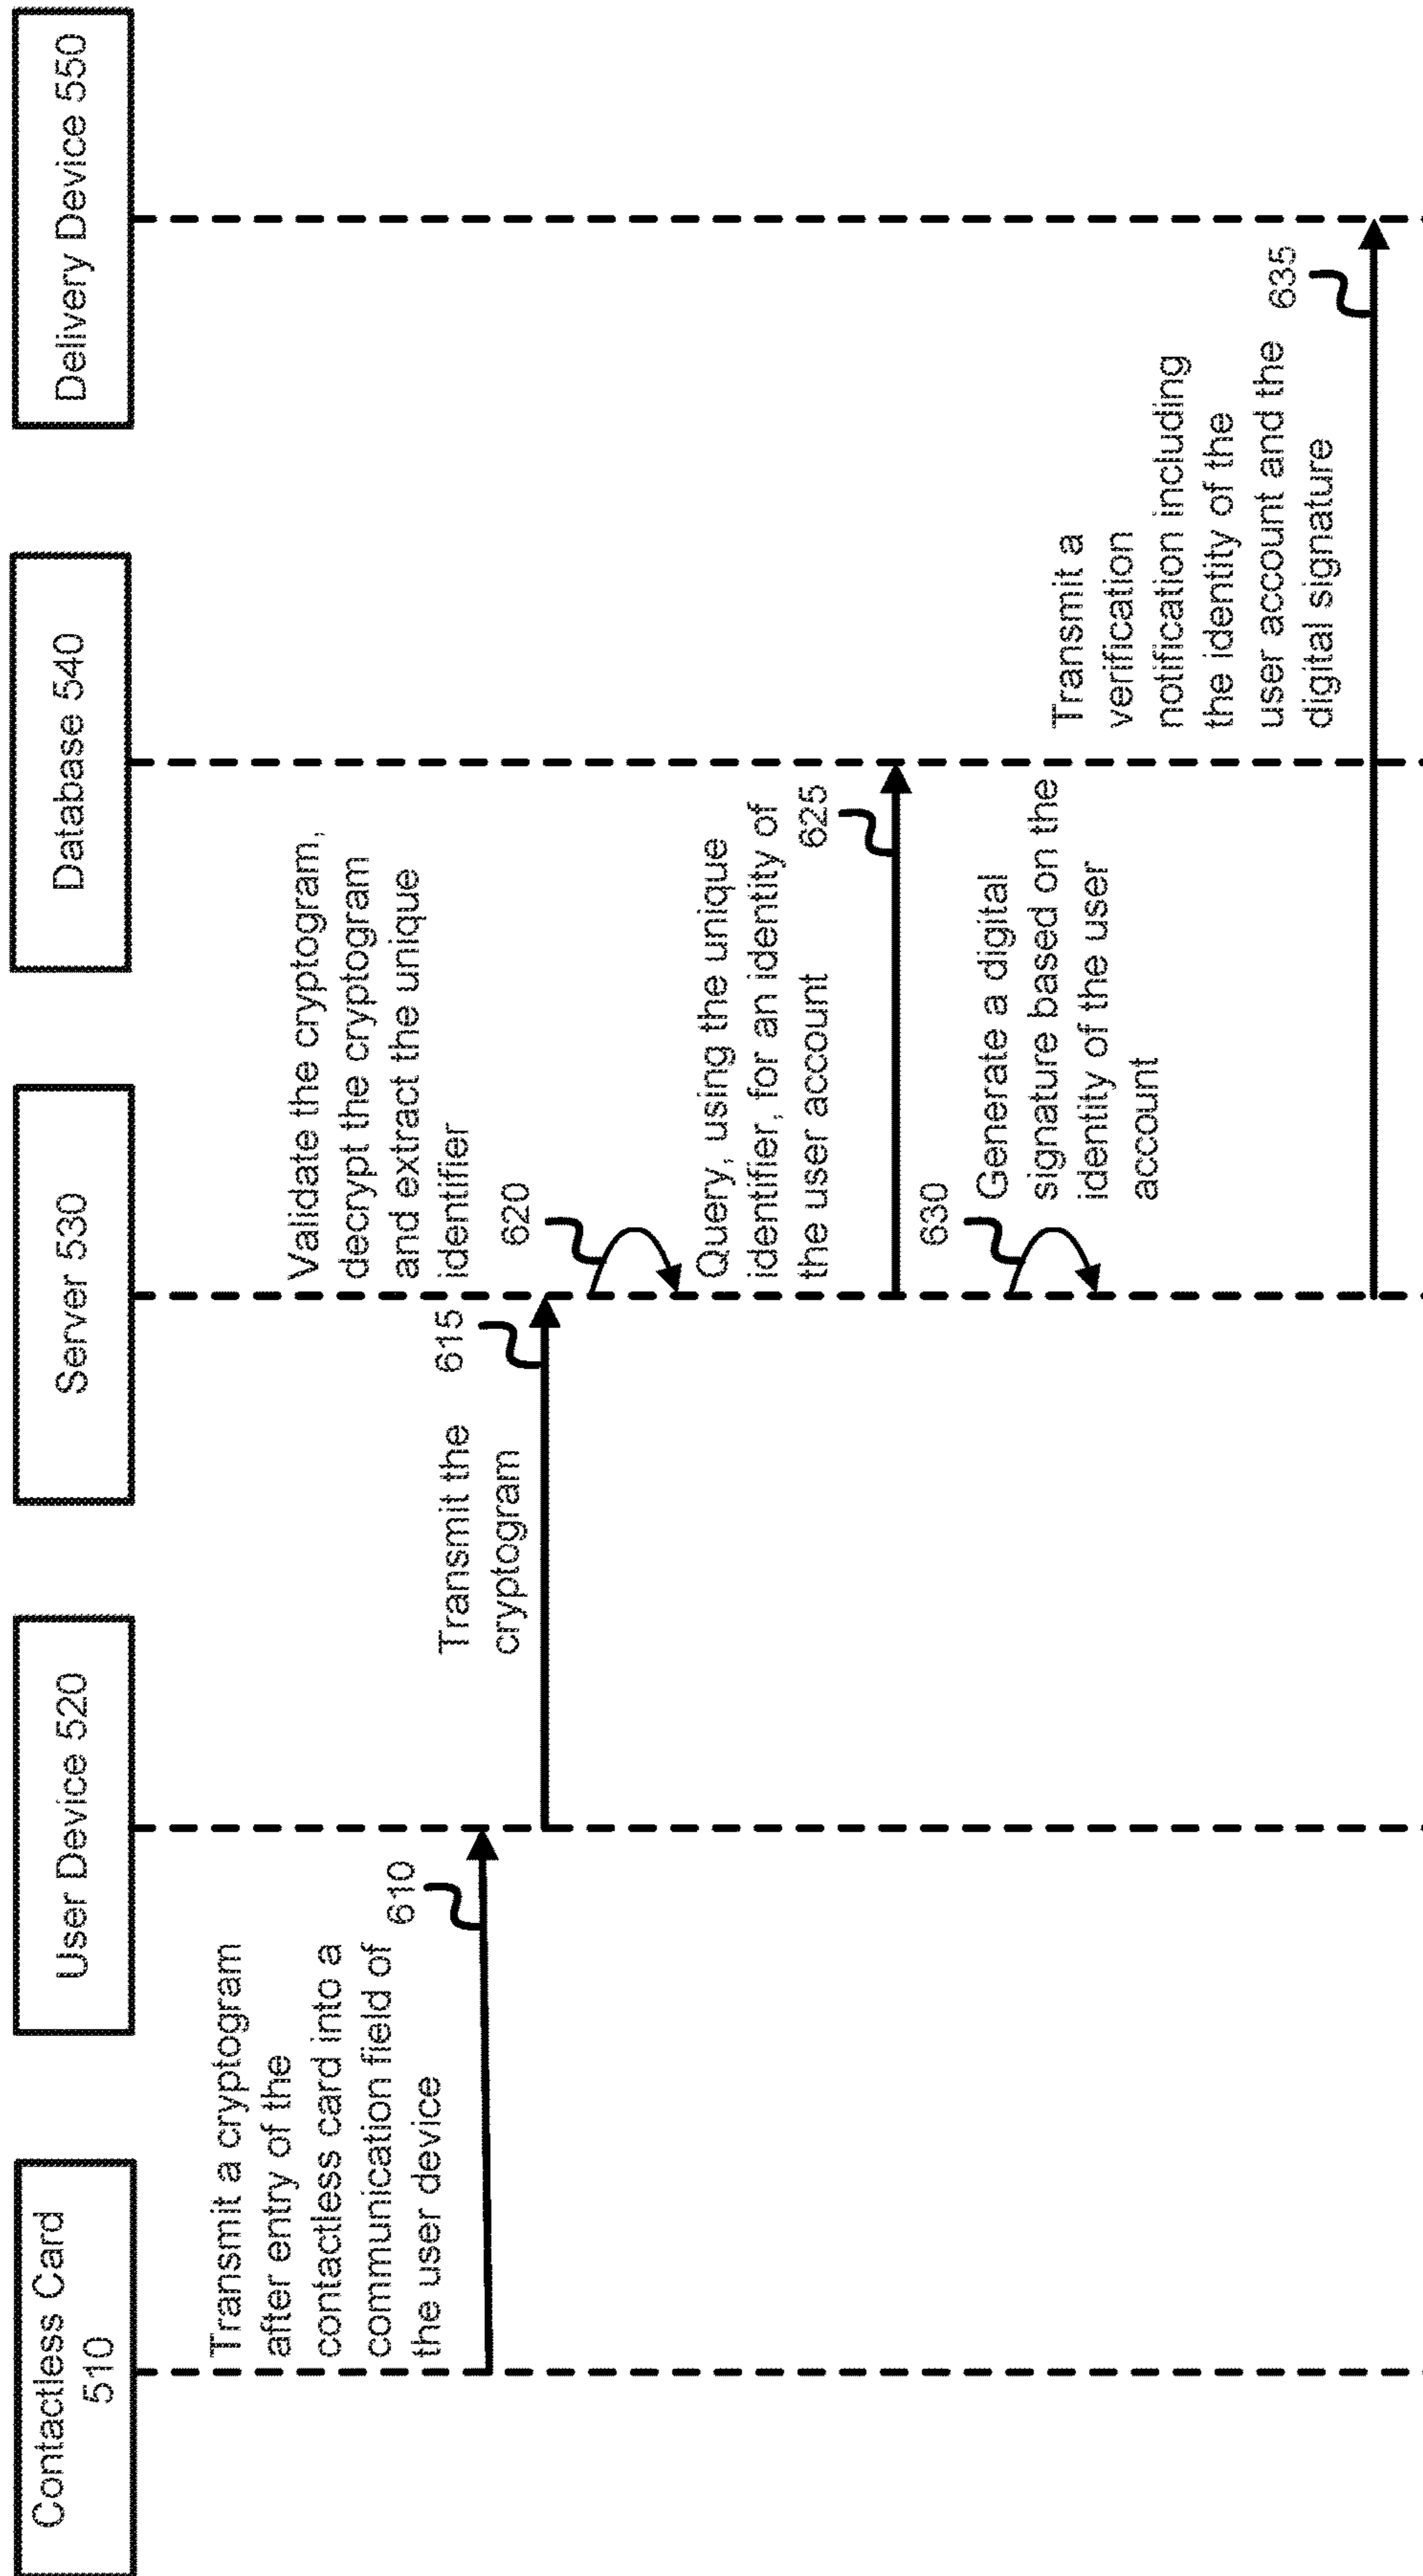 Contactless Card
510
User Device 520
Server 530
Database 540
Delivery Device 550
Transmit a cryptogram
after entry of the
contactless card into a
communication field of
the user device
610
Transmit the
cryptogram
615
Validate the cryptogram,
decrypt the cryptogram
and extract the unique
identifier
620
Query, using the unique
identifier, for an identity of
the user account
625
630
Generate a digital
signature based on the
identity of the user
account
Transmit a
verification
notification including
the identity of the
user account and the
digital signature
635